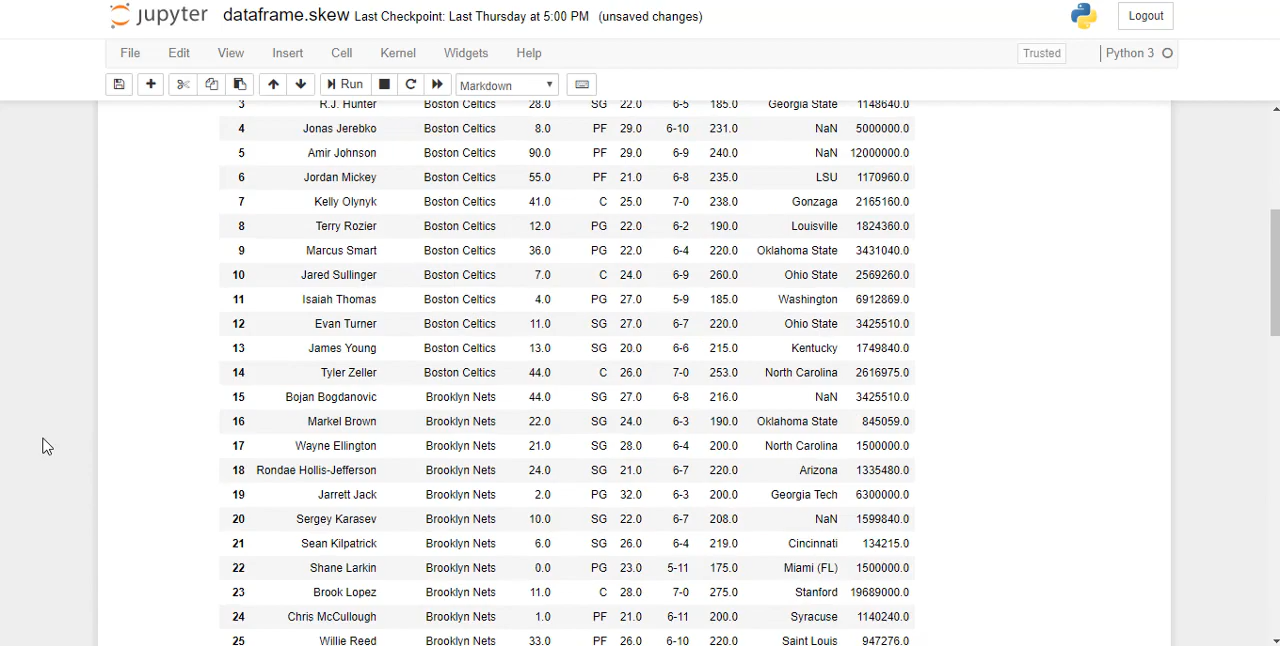 jupyter dataframe.skew Last Checkpoint: Last Thursday at 5:00 PM (unsaved changes) Logout
File Edit View Insert Cell Kernel Widgets Help Trusted Python 3
Run Markdown
3 R.J. Hunter Boston Celtics 28.0 SG 22.0 6-5 185.0 Georgia State 1148640.0
4 Jonas Jerebko Boston Celtics 8.0 PF 29.0 6-10 231.0 NaN 5000000.0
5 Amir Johnson Boston Celtics 90.0 PF 29.0 6-9 240.0 NaN 12000000.0
6 Jordan Mickey Boston Celtics 55.0 PF 21.0 6-8 235.0 LSU 1170960.0
7 Kelly Olynyk Boston Celtics 41.0 C 25.0 7-0 238.0 Gonzaga 2165160.0
8 Terry Rozier Boston Celtics 12.0 PG 22.0 6-2 190.0 Louisville 1824360.0
9 Marcus Smart Boston Celtics 36.0 PG 22.0 6-4 220.0 Oklahoma State 3431040.0
10 Jared Sullinger Boston Celtics 7.0 C 24.0 6-9 260.0 Ohio State 2569260.0
11 Isaiah Thomas Boston Celtics 4.0 PG 27.0 5-9 185.0 Washington 6912869.0
12 Evan Turner Boston Celtics 11.0 SG 27.0 6-7 220.0 Ohio State 3425510.0
13 James Young Boston Celtics 13.0 SG 20.0 6-6 215.0 Kentucky 1749840.0
14 Tyler Zeller Boston Celtics 44.0 C 26.0 7-0 253.0 North Carolina 2616975.0
15 Bojan Bogdanovic Brooklyn Nets 44.0 SG 27.0 6-8 216.0 NaN 3425510.0
16 Markel Brown Brooklyn Nets 22.0 SG 24.0 6-3 190.0 Oklahoma State 845059.0
17 Wayne Ellington Brooklyn Nets 21.0 SG 28.0 6-4 200.0 North Carolina 1500000.0
18 Rondae Hollis-Jefferson Brooklyn Nets 24.0 SG 21.0 6-7 220.0 Arizona 1335480.0
19 Jarrett Jack Brooklyn Nets 2.0 PG 32.0 6-3 200.0 Georgia Tech 6300000.0
20 Sergey Karasev Brooklyn Nets 10.0 SG 22.0 6-7 208.0 NaN 1599840.0
21 Sean Kilpatrick Brooklyn Nets 6.0 SG 26.0 6-4 219.0 Cincinnati 134215.0
22 Shane Larkin Brooklyn Nets 0.0 PG 23.0 5-11 175.0 Miami (FL) 1500000.0
23 Brook Lopez Brooklyn Nets 11.0 C 28.0 7-0 275.0 Stanford 19689000.0
24 Chris McCullough Brooklyn Nets 1.0 PF 21.0 6-11 200.0 Syracuse 1140240.0
25 Willie Reed Brooklyn Nets 33.0 PF 26.0 6-10 220.0 Saint Louis 947276.0